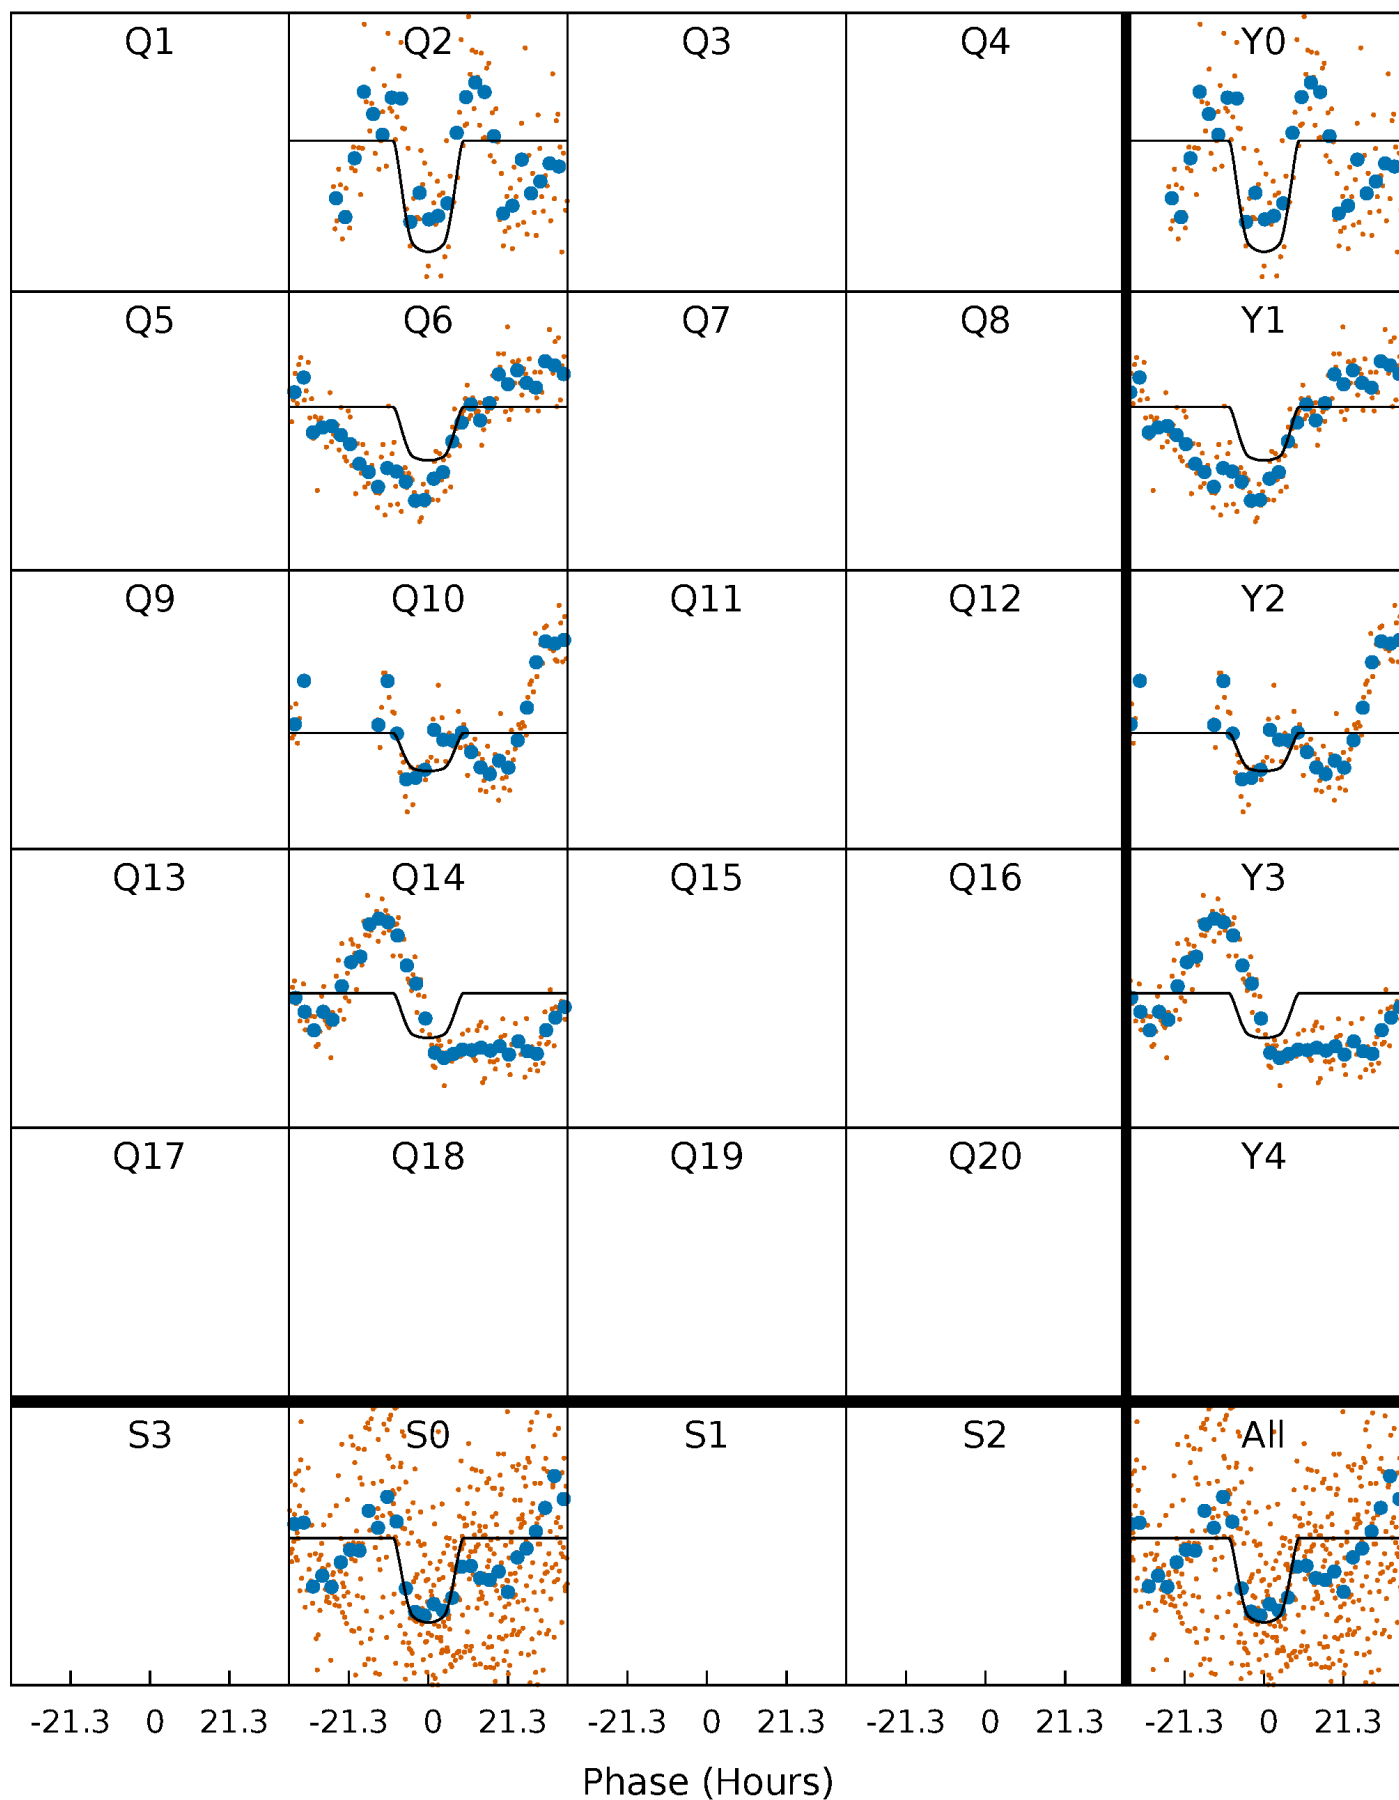 Q1 Q2 Q3 Q4 Y0
Q5 Q6 Q7 Q8 Y1
Q9 Q10 Q11 Q12 Y2
Q13 Q14 Q15 Q16 Y3
Q17 Q18 Q19 Q20 Y4
S3 S0 S1 S2 All
-21.3 0 21.3 -21.3 0 21.3 -21.3 0 21.3 -21.3 0 21.3 -21.3 0 21.3
Phase (Hours)